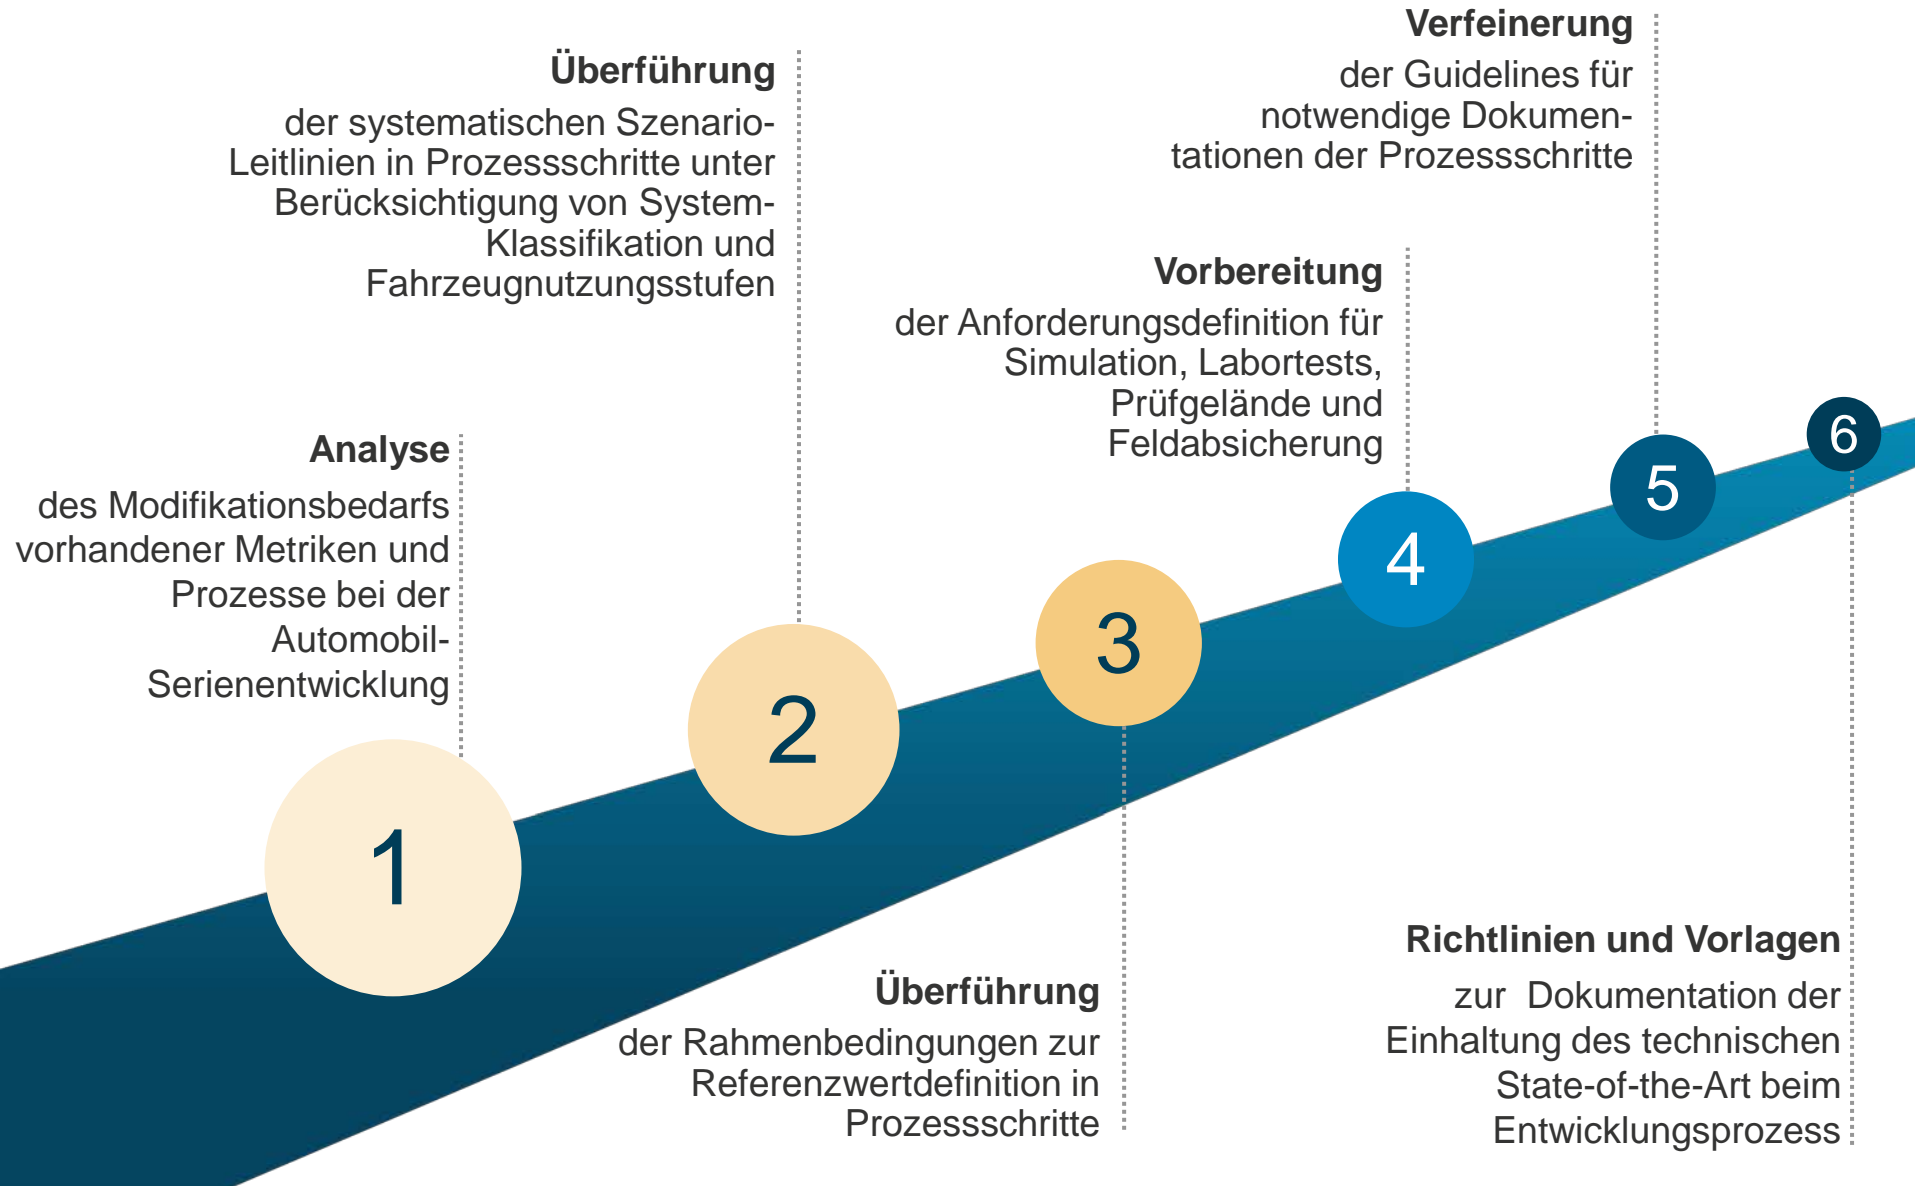 Analyse
des Modifikationsbedarfs
vorhandener Metriken und
Prozesse bei der
Automobil-
Serienentwicklung
1
Überführung
der systematischen Szenario-
Leitlinien in Prozessschritte unter
Berücksichtigung von System-
Klassifikation und
Fahrzeugnutzungsstufen
2
Überführung
der Rahmenbedingungen zur
Referenzwertdefinition in
Prozessschritte
3
Vorbereitung
der Anforderungsdefinition für
Simulation, Labortests,
Prüfgelände und
Feldabsicherung
4
Verfeinerung
der Guidelines für
notwendige Dokumen-
tationen der Prozessschritte
5
Richtlinien und Vorlagen
zur  Dokumentation der
Einhaltung des technischen
State-of-the-Art beim
Entwicklungsprozess
6